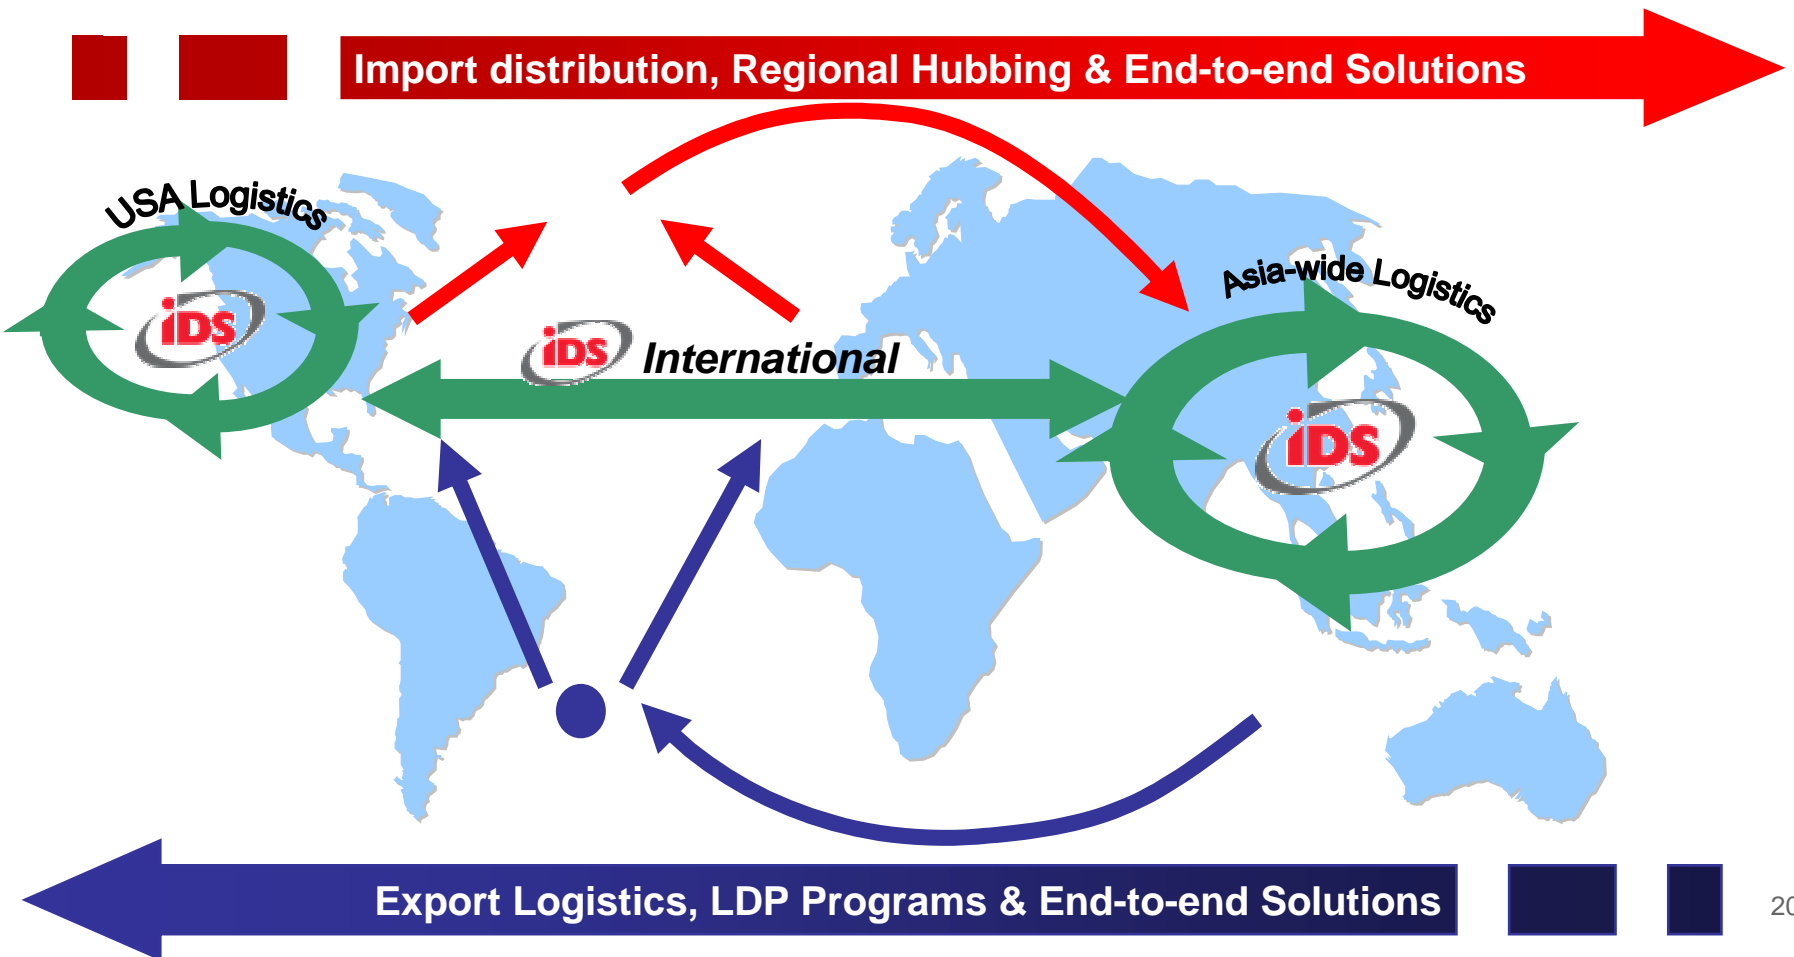 Import distribution, Regional Hubbing & End-to-end Solutions
USA Logistics
Asia-wide Logistics
iDS
iDS International
iDS
Export Logistics, LDP Programs & End-to-end Solutions
20